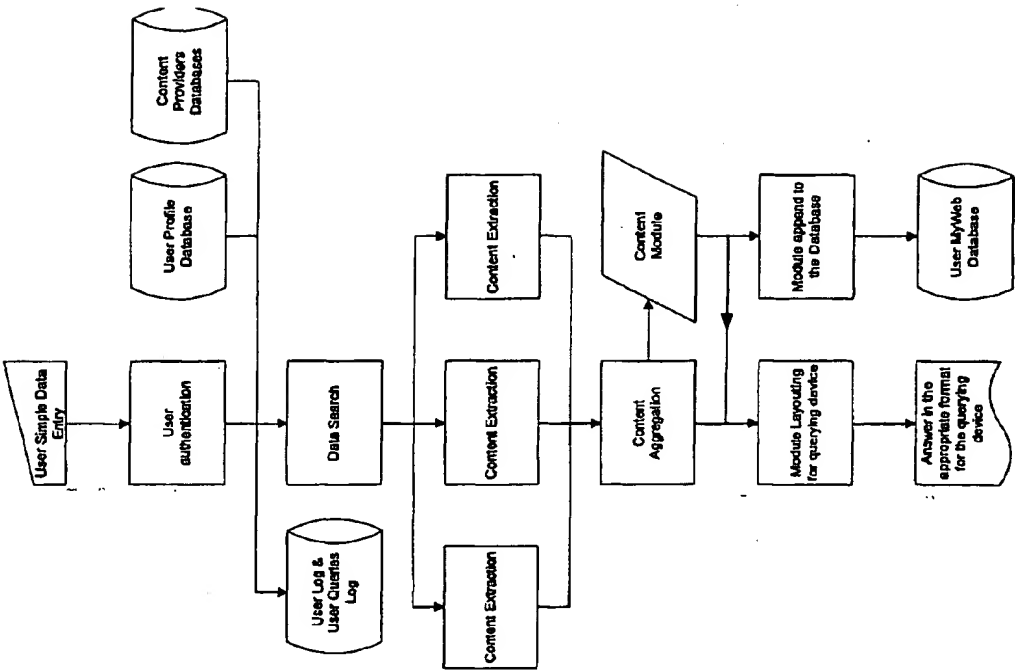 User Simple Data
Entry
User
authentication
User Profile
Database
Content
Providers
Databases
User Log &
User Queries
Log
Data Search
Content Extraction
Content Extraction
Content Extraction
Content
Aggregation
Content
Module
Module Layouting
for querying device
Module append to
the Database
Answer in the
appropriate format
for the querying
device
User MyWeb
Database